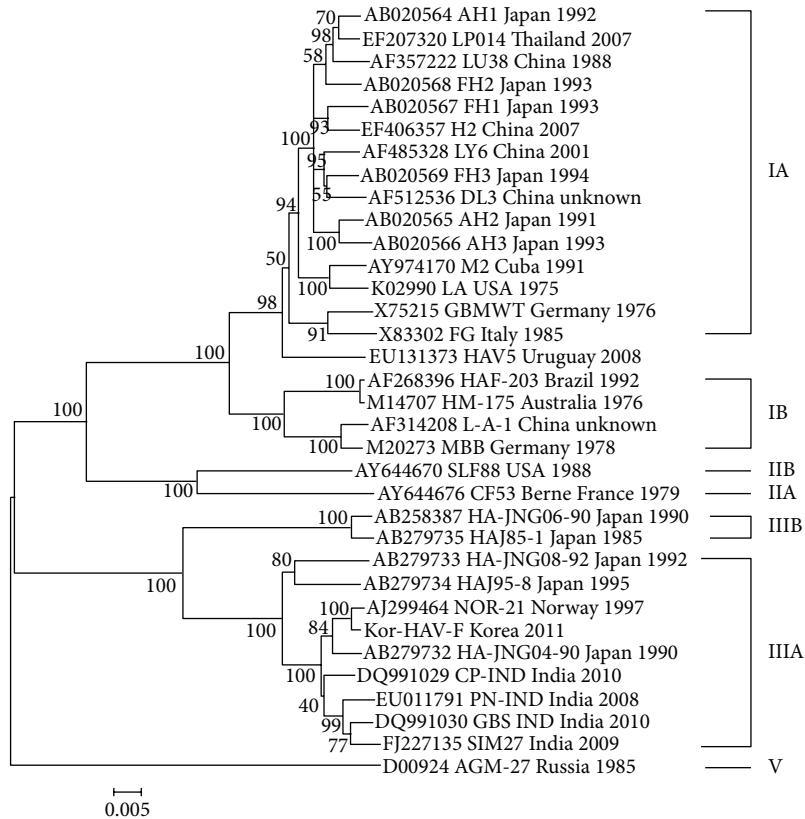 70 AB020564 AH1 Japan 1992
98 EF207320 LP014 Thailand 2007
58 AF357222 LU38 China 1988
AB020568 FH2 Japan 1993
AB020567 FH1 Japan 1993
93 EF406357 H2 China 2007
100
95 AF485328 LY6 China 2001
IA
AB020569 FH3 Japan 1994
55 AF512536 DL3 China unknown
94
AB020565 AH2 Japan 1991
100 AB020566 AH3 Japan 1993
50 AY974170 M2 Cuba 1991
100 K02990 LA USA 1975
98
X75215 GBMWT Germany 1976
91 X83302 FG Italy 1985
100 EU131373 HAV5 Uruguay 2008
100 AF268396 HAF-203 Brazil 1992
M14707 HM-175 Australia 1976
IB
100
100 AF314208 L-A-1 China unknown
100 M20273 MBB Germany 1978
AY644670 SLF88 USA 1988 IIB
100 AY644676 CF53 Berne France 1979 IIA
100 AB258387 HA-JNG06-90 Japan 1990
IIIB
AB279735 HAJ85-1 Japan 1985
80 AB279733 HA-JNG08-92 Japan 1992
100
AB279734 HAJ95-8 Japan 1995
100 AJ299464 NOR-21 Norway 1997
100
84 Kor-HAV-F Korea 2011
AB279732 HA-JNG04-90 Japan 1990 IIIA
100 DQ991029 CP-IND India 2010
40 EU011791 PN-IND India 2008
99 DQ991030 GBS IND India 2010
77 FJ227135 SIM27 India 2009
D00924 AGM-27 Russia 1985 V
0.005